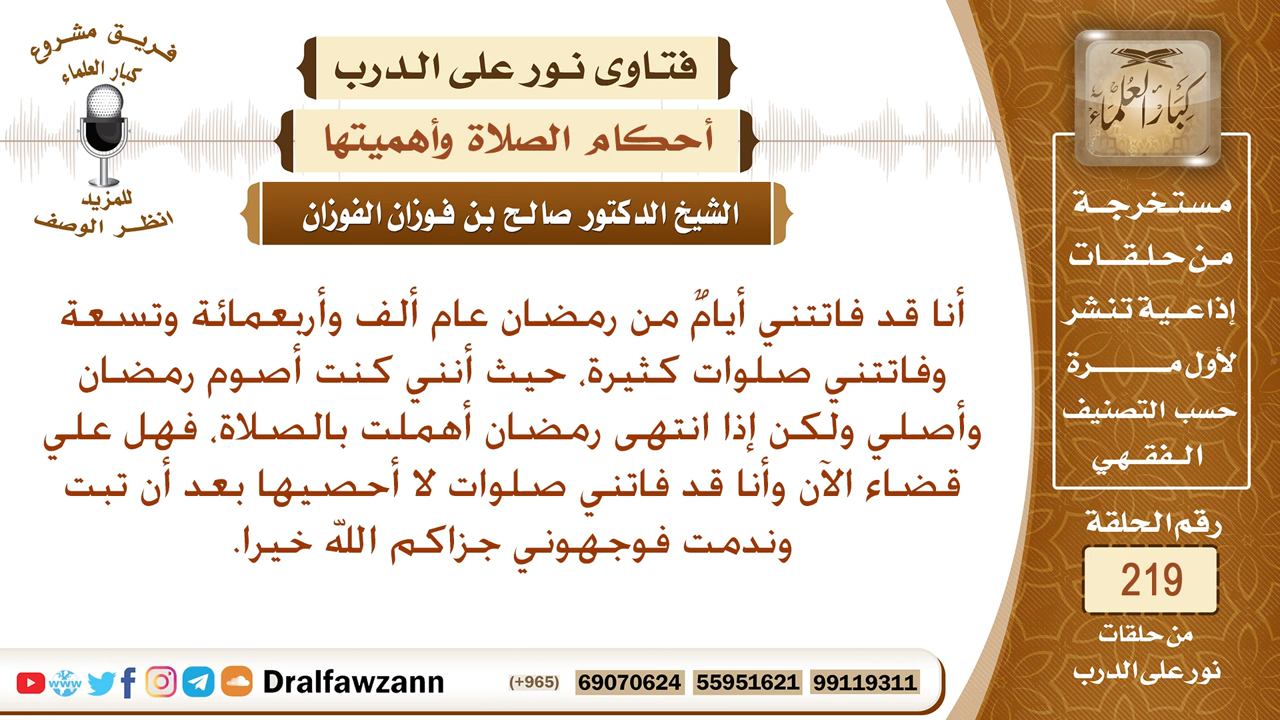 فريق مشروع
كبار العلماء
للمزيد
انظر الوصف
فتاوى نور على الدرب
أحكام الصلاة وأهميتها
الشيخ الدكتور صالح بن فوزان الفوزان
أنا قد فاتتني أيامٌ من رمضان عام ألف وأربعمائة وتسعة
وفاتتني صلوات كثيرة، حيث أنني كنت أصوم رمضان
وأصلي ولكن إذا انتهى رمضان أهملت بالصلاة، فهل علي
قضاء الآن وأنا قد فاتني صلوات لا أحصيها بعد أن تبت
وندمت فوجهوني جزاكم الله خيرا.
كبار العلماء
مستخرجة
من حلقات
إذاعية تنشر
لأول مرة
حسب التصنيف
الفقهي
رقم الحلقة
219
من حلقات
نور على الدرب
www
Dralfawzann
(+965) 69070624 55951621 99119311